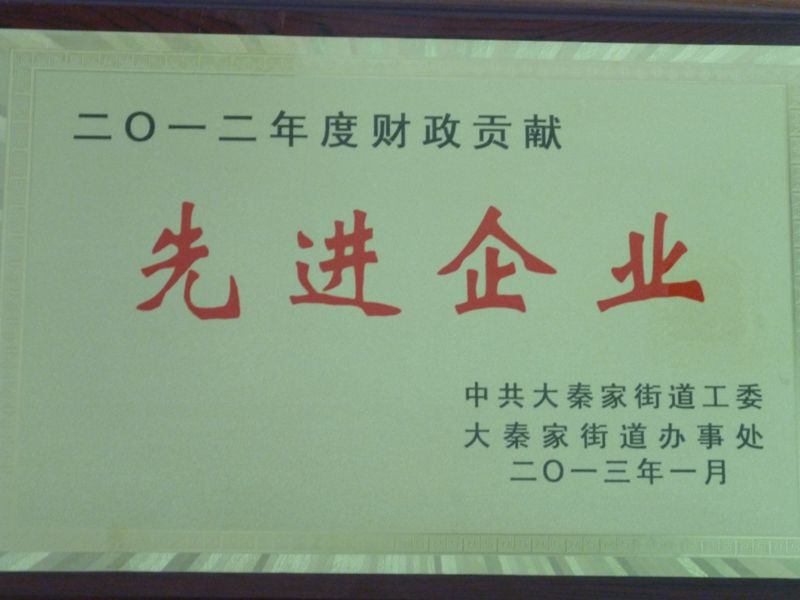 二〇一二年度财政贡献
先进企业
中共大秦家街道工委
大秦家街道办事处
二〇一三年一月